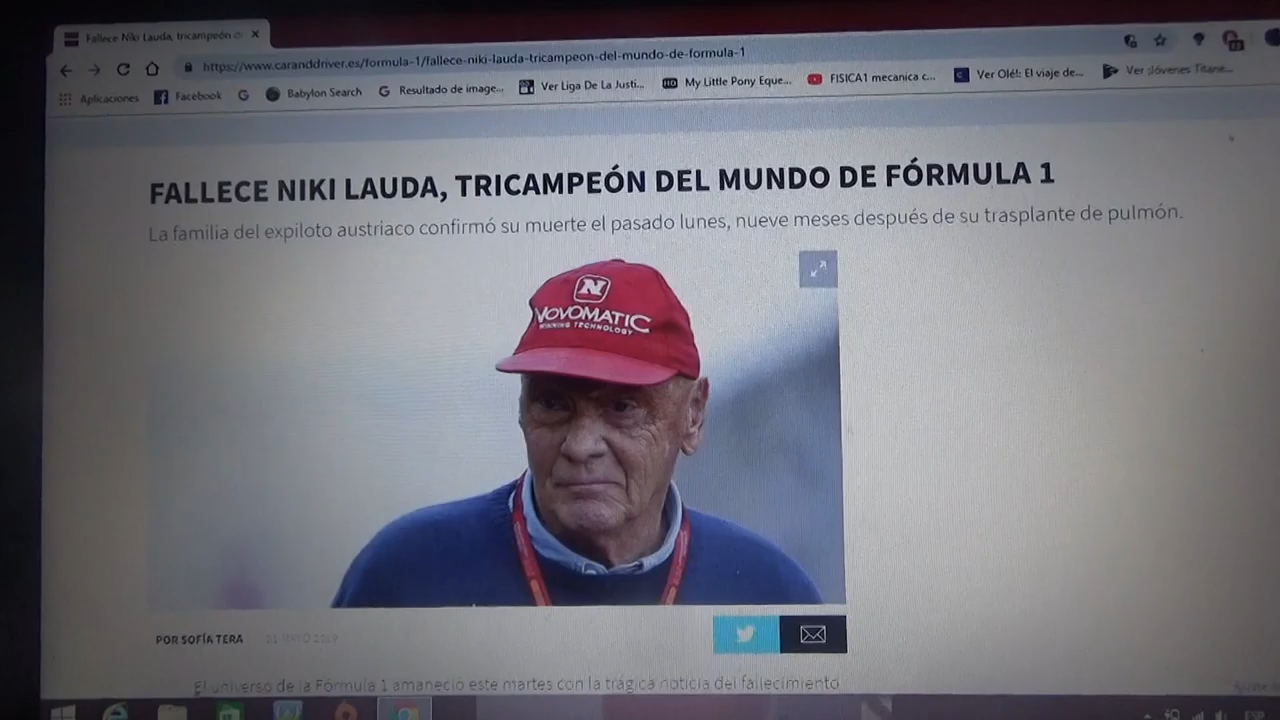 Fallece Niki Lauda, tricampeón d
https://www.caranddriver.es/formula-1/fallece-niki-lauda-tricampeon-del-mundo-de-formula-1
Aplicaciones Facebook Babylon Search Resultado de image... Ver Liga De La Justi... My Little Pony Eque... FISICA1 mecanica c... Ver Olé!: El viaje de... Ver Jóvenes Titane...
FALLECE NIKI LAUDA, TRICAMPEÓN DEL MUNDO DE FÓRMULA 1
La familia del expiloto austriaco confirmó su muerte el pasado lunes, nueve meses después de su trasplante de pulmón.
N
NOVOMATIC
WINNING TECHNOLOGY
POR SOFÍA TERA 21 MAYO 2019
El universo de la Fórmula 1 amaneció este martes con la trágica noticia del fallecimiento